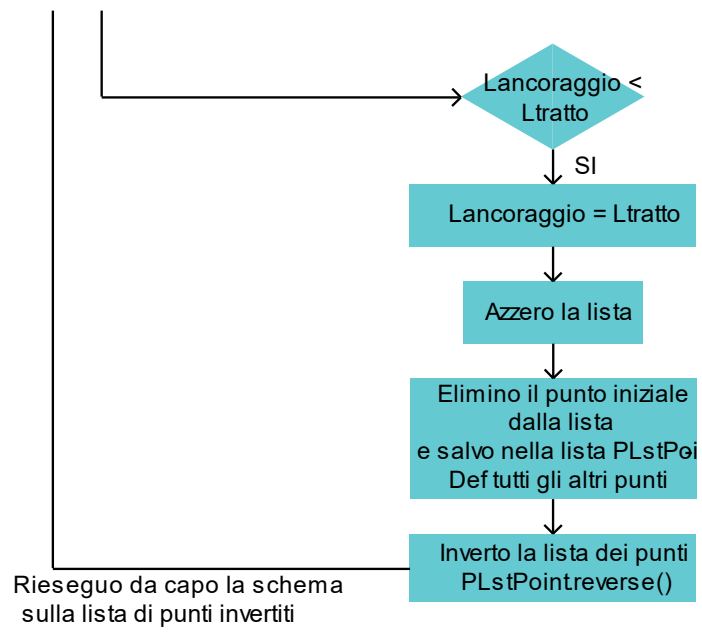 Lancoraggio <
Ltratto
SI
Lancoraggio = Ltratto
Azzero la lista
Elimino il punto iniziale
dalla lista
e salvo nella lista PLstPoi-
Def tutti gli altri punti
Inverto la lista dei punti
PLstPoint.reverse()
Rieseguo da capo la schema
sulla lista di punti invertiti